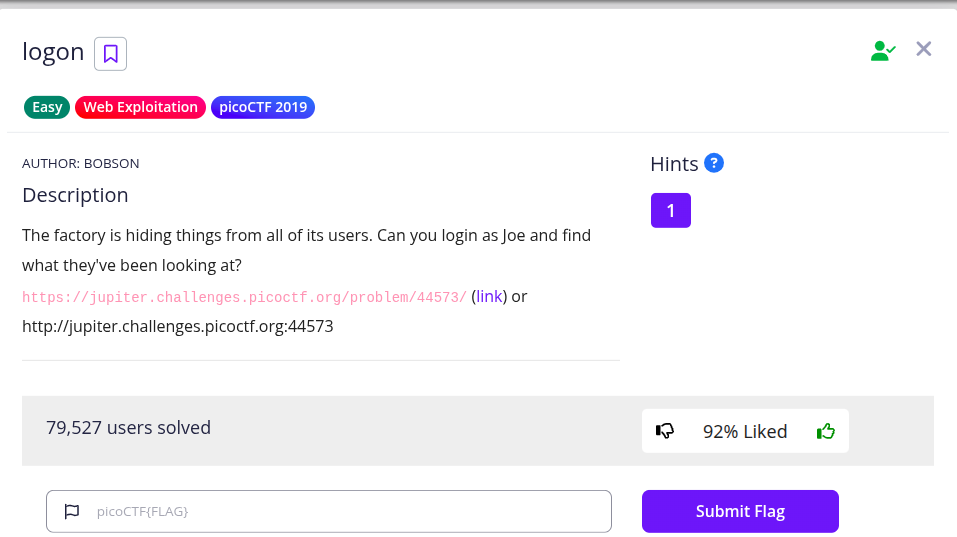 logon
Easy Web Exploitation picoCTF 2019
AUTHOR: BOBSON
Description
The factory is hiding things from all of its users. Can you login as Joe and find
what they've been looking at?
https://jupiter.challenges.picoctf.org/problem/44573/ (link) or
http://jupiter.challenges.picoctf.org:44573
Hints ?
1
79,527 users solved
92% Liked
picoCTF{FLAG}
Submit Flag